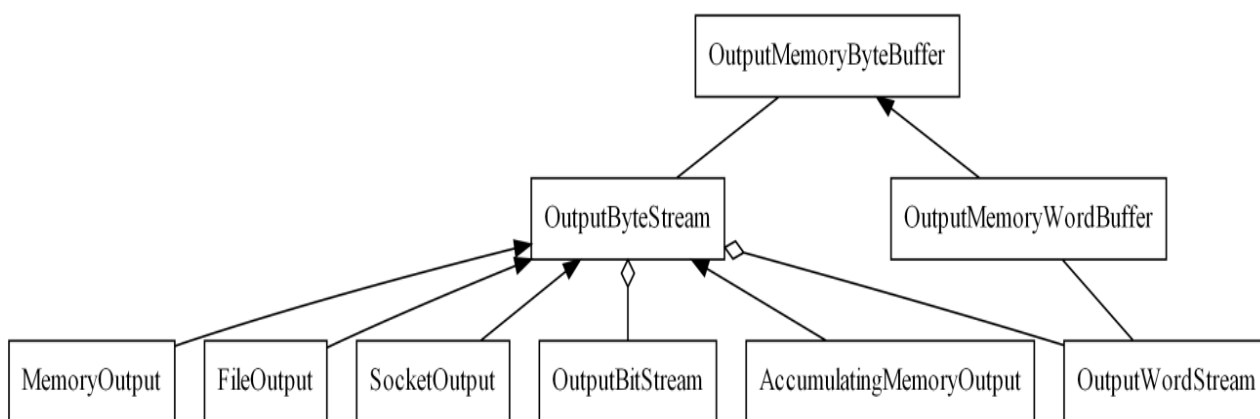 OutputMemoryByteBuffer
OutputByteStream
OutputMemoryWordBuffer
MemoryOutput
FileOutput
SocketOutput
OutputBitStream
AccumulatingMemoryOutput
OutputWordStream